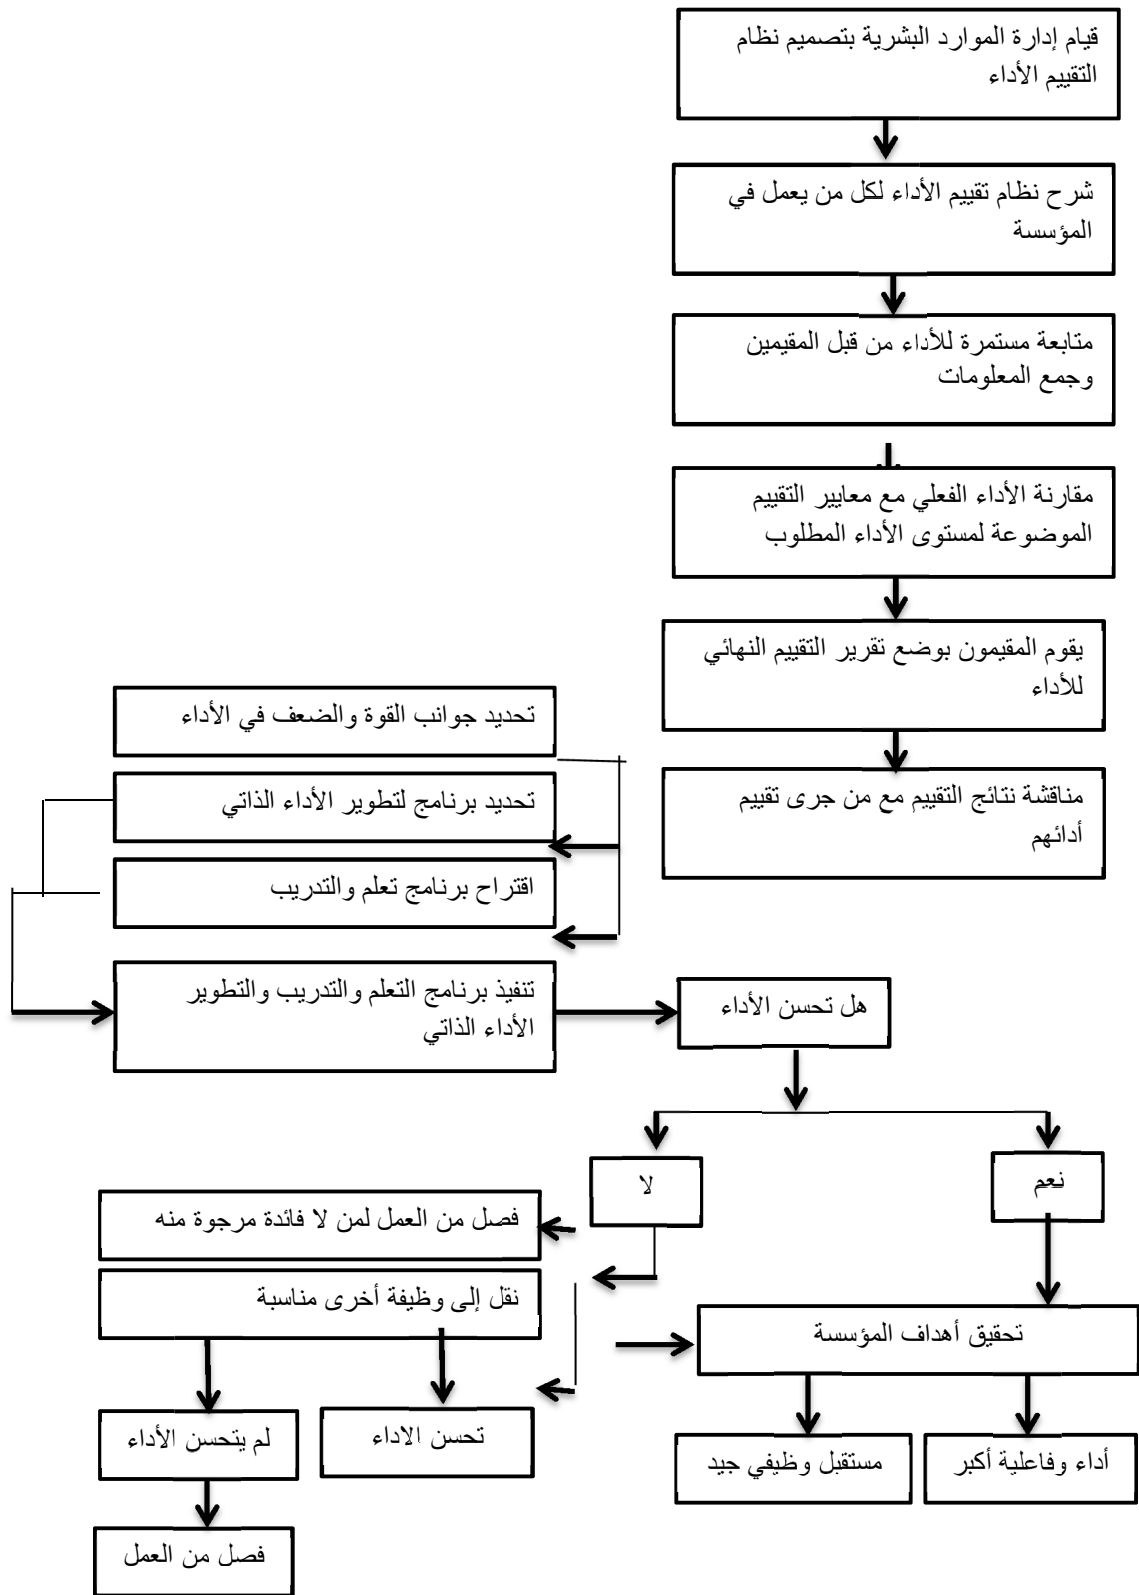 قيام إدارة الموارد البشرية بتصميم نظام
التقييم الأداء
شرح نظام تقييم الأداء لكل من يعمل في
المؤسسة
متابعة مستمرة للأداء من قبل المقيمين
وجمع المعلومات
مقارنة الأداء الفعلي مع معايير التقييم
الموضوعة لمستوى الأداء المطلوب
يقوم المقيمون بوضع تقرير التقييم النهائي
للأداء
مناقشة نتائج التقييم مع من جرى تقييم
أدائهم
تحديد جوانب القوة والضعف في الأداء
تحديد برنامج لتطوير الأداء الذاتي
اقتراح برنامج تعلم والتدريب
تنفيذ برنامج التعلم والتدريب والتطوير
الأداء الذاتي
هل تحسن الأداء
نعم
لا
فصل من العمل لمن لا فائدة مرجوة منه
نقل إلى وظيفة أخرى مناسبة
تحقيق أهداف المؤسسة
أداء وفاعلية أكبر
مستقبل وظيفي جيد
تحسن الاداء
لم يتحسن الأداء
فصل من العمل